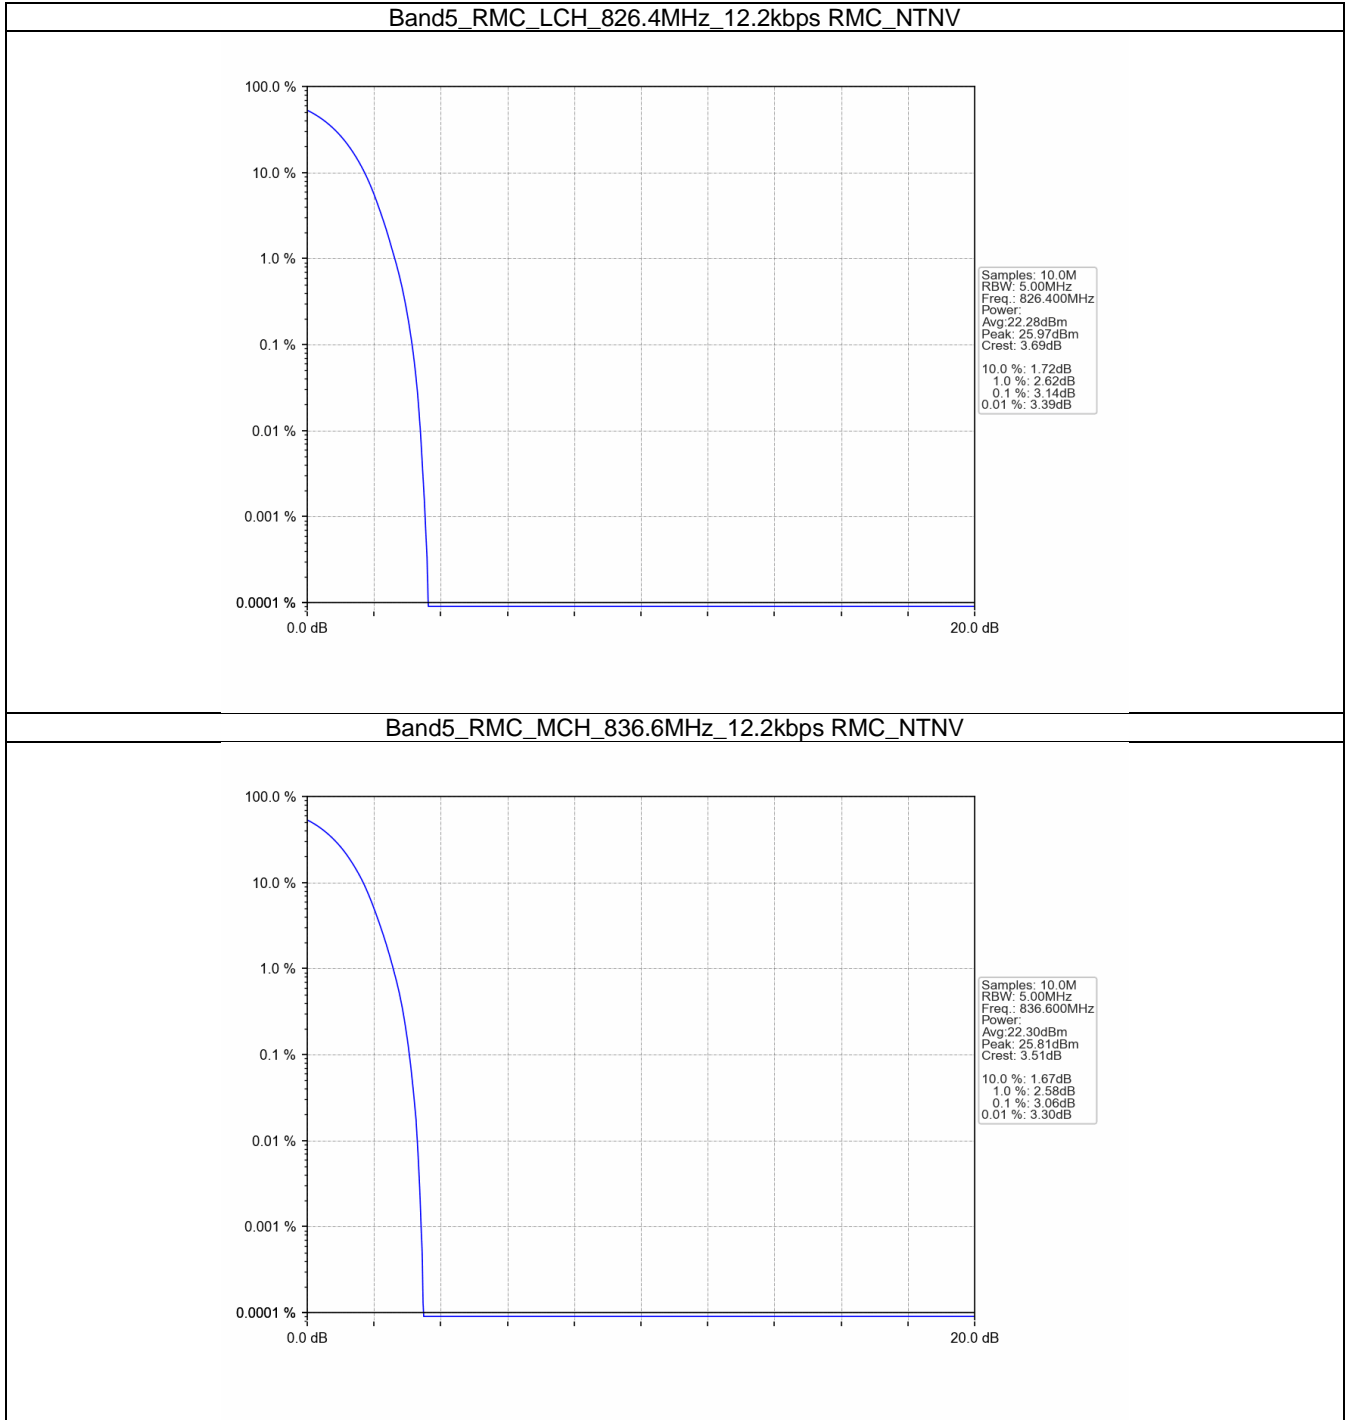 Band5_RMC_LCH_826.4MHz_12.2kbps RMC_NTNV
100.0 %
10.0 %
1.0 %
0.1 %
0.01 %
0.001 %
0.0001 %
0.0 dB
20.0 dB
Samples: 10.0M
RBW: 5.00MHz
Freq.: 826.400MHz
Power:
Avg:22.28dBm
Peak: 25.97dBm
Crest: 3.69dB
10.0 %: 1.72dB
1.0 %: 2.62dB
0.1 %: 3.14dB
0.01 %: 3.39dB
Band5_RMC_MCH_836.6MHz_12.2kbps RMC_NTNV
100.0 %
10.0 %
1.0 %
0.1 %
0.01 %
0.001 %
0.0001 %
0.0 dB
20.0 dB
Samples: 10.0M
RBW: 5.00MHz
Freq.: 836.600MHz
Power:
Avg:22.30dBm
Peak: 25.81dBm
Crest: 3.51dB
10.0 %: 1.67dB
1.0 %: 2.58dB
0.1 %: 3.06dB
0.01 %: 3.30dB